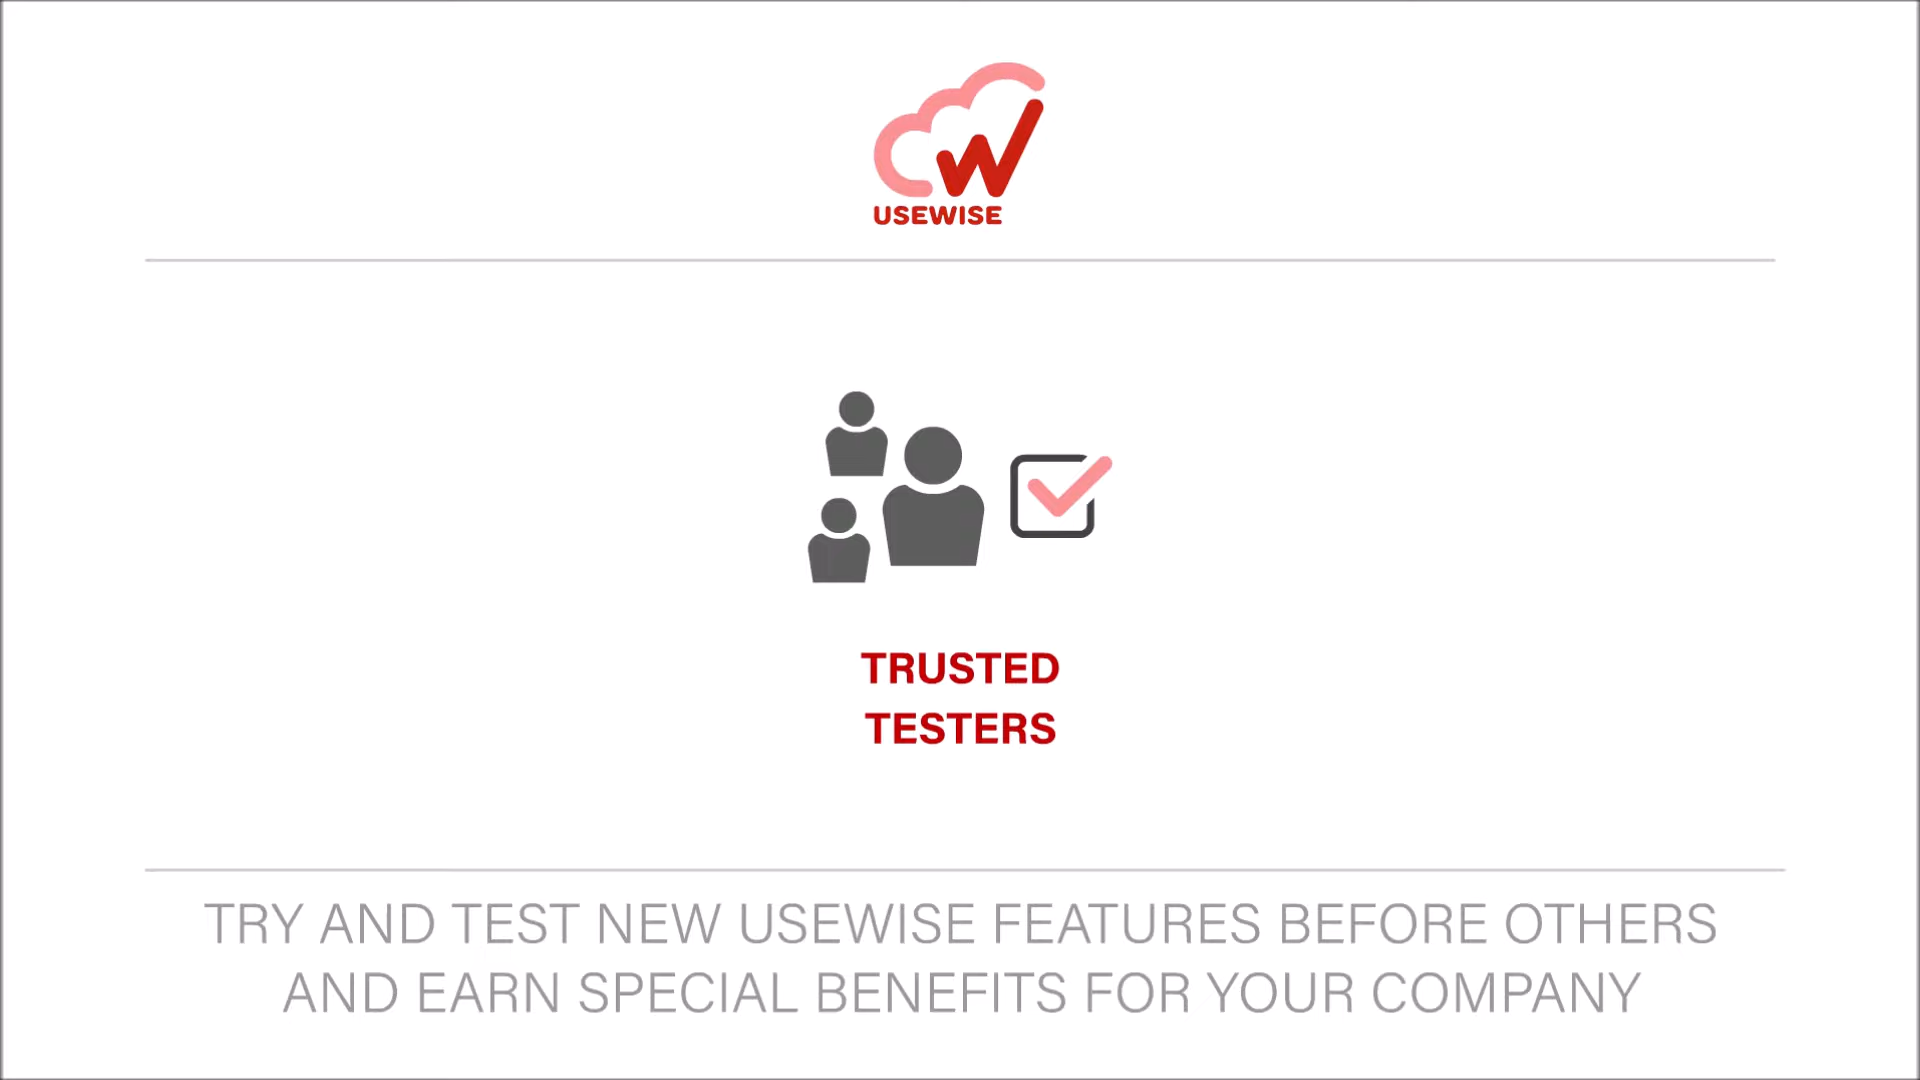 USEWISE
TRUSTED
TESTERS
TRY AND TEST NEW USEWISE FEATURES BEFORE OTHERS
AND EARN SPECIAL BENEFITS FOR YOUR COMPANY